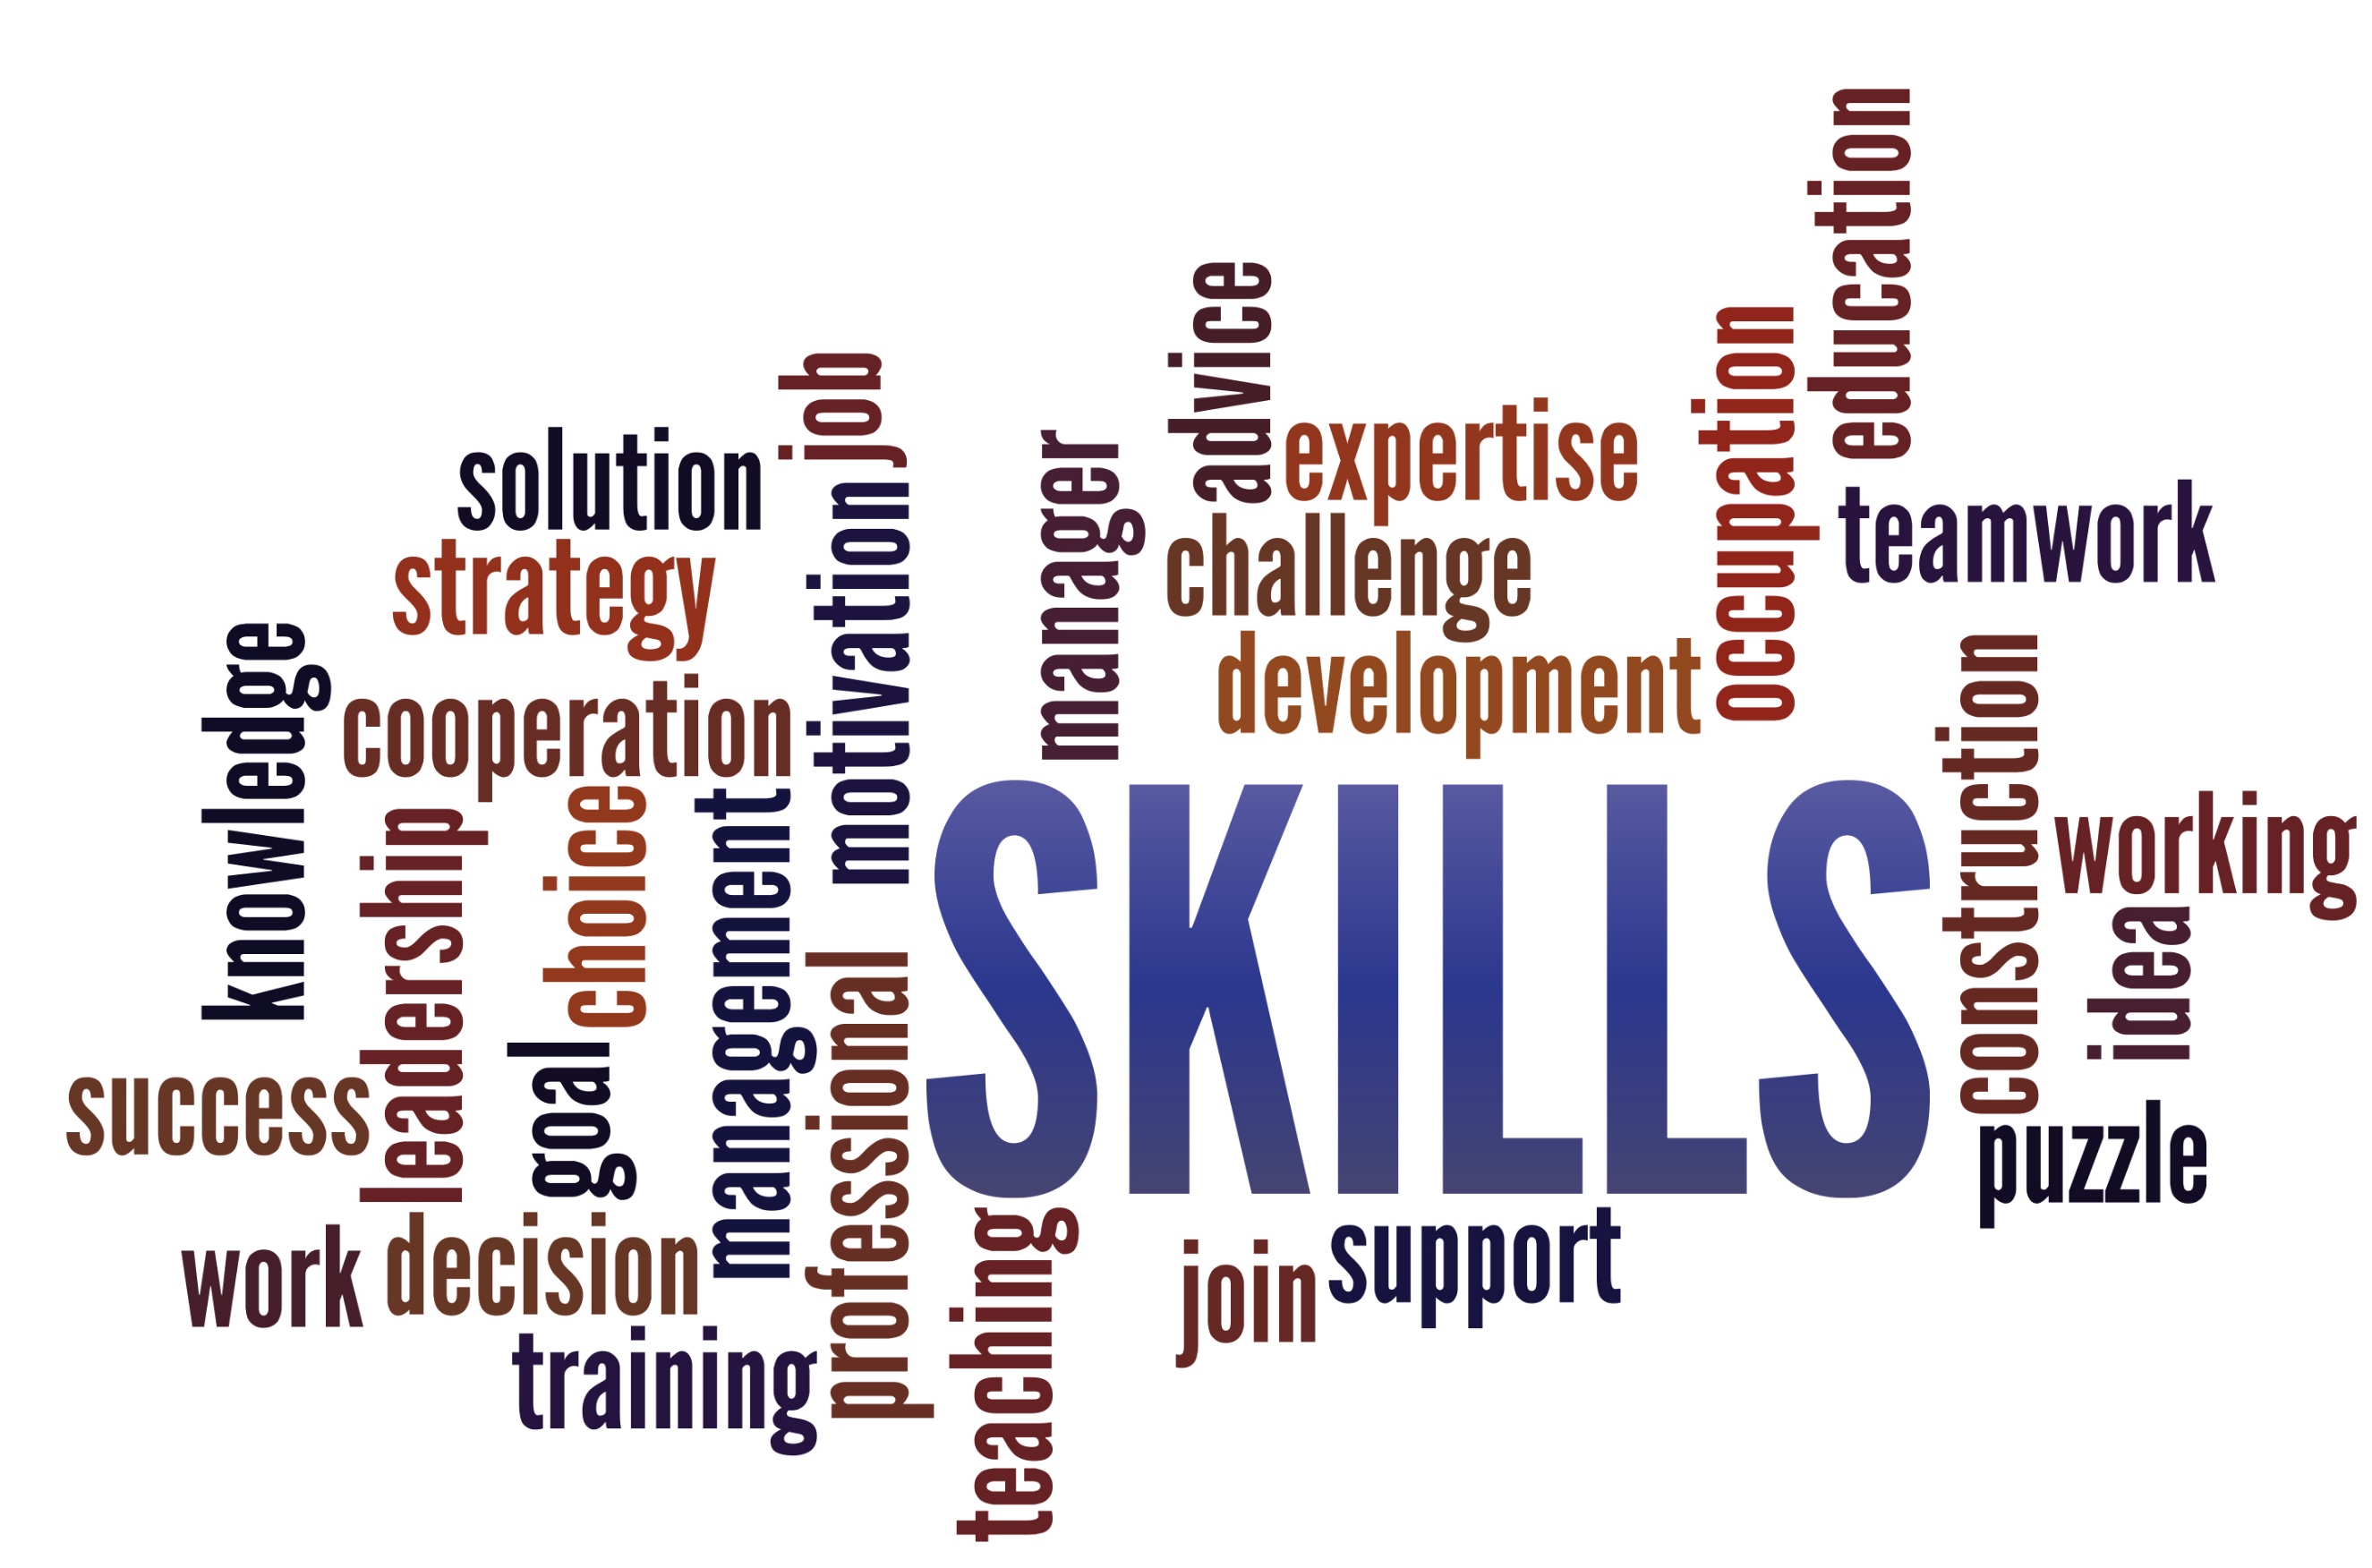 education
advice
occupation
job
expertise
solution
manager
motivation
teamwork
challenge
strategy
knowledge
development
construction
cooperation
SKILLS
choice
management
leadership
working
idea
professional
goal
success
puzzle
support
decision
work
join
teaching
training